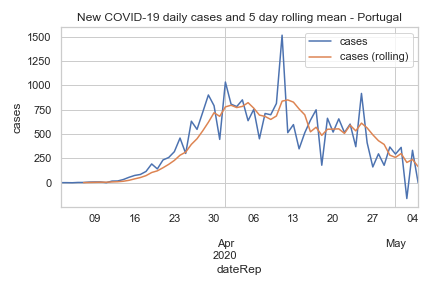 New COVID-19 daily cases and 5 day rolling mean - Portugal
cases
cases (rolling)
1500
1250
1000
750
500
250
0
cases
09
16
23
30
06
13
20
27
04
Apr
2020
May
dateRep